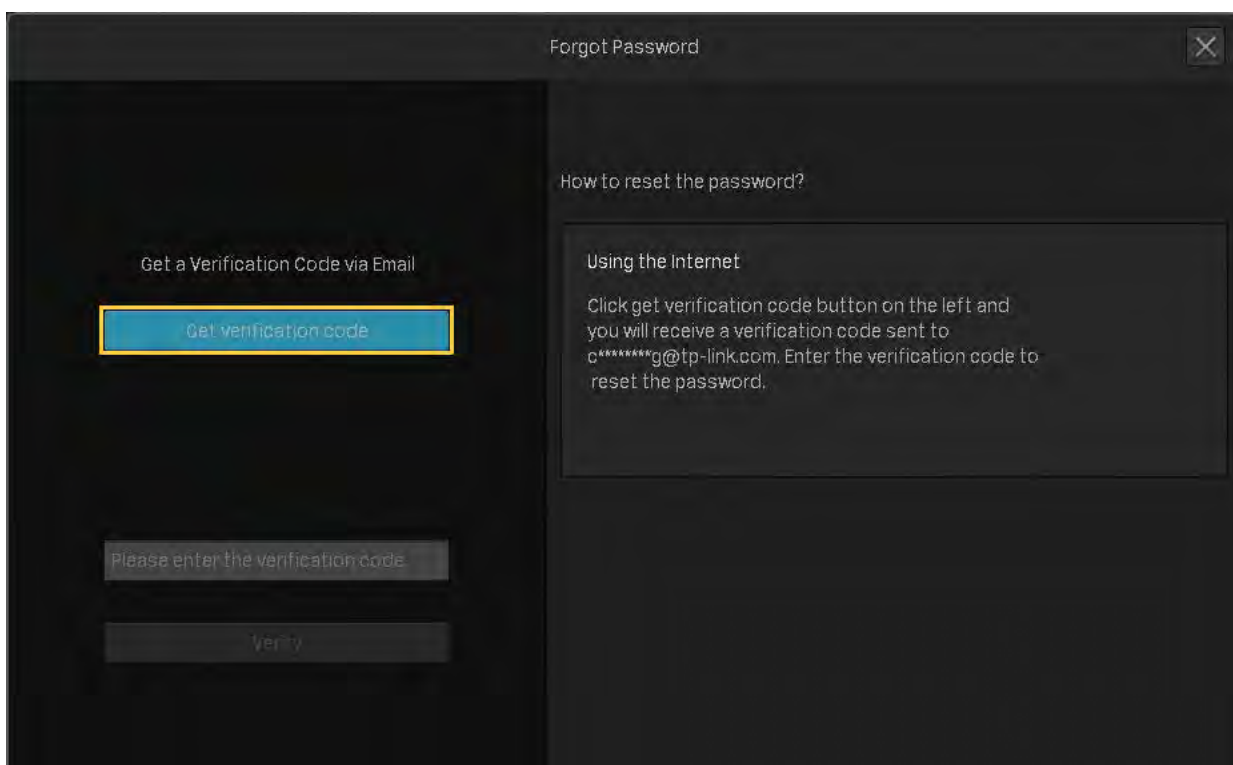 Forgot Password
Get a Verification Code via Email
Get verification code
Please enter the verification code
Verify
How to reset the password?
Using the Internet
Click get verification code button on the left and
you will receive a verification code sent to
c********g@tp-link.com. Enter the verification code to
reset the password.